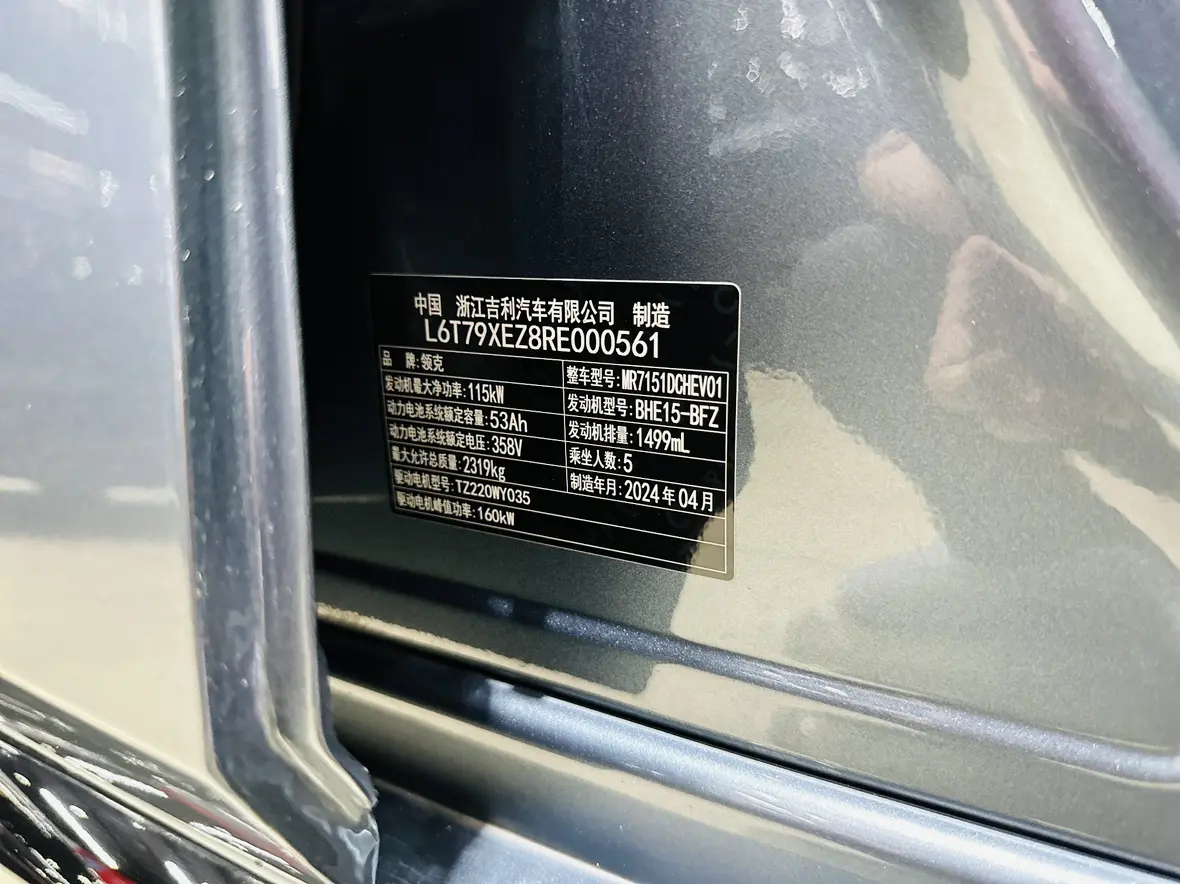 中国 浙江吉利汽车有限公司 制造
L6T79XEZ8RE000561
品 牌:领克
整车型号:MR7151DCHEV01
发动机最大净功率:115kW
发动机型号:BHE15-BFZ
动力电池系统额定容量:53Ah
发动机排量:1499mL
动力电池系统额定电压:358V
乘坐人数:5
最大允许总质量:2319kg
制造年月:2024年04月
驱动电机型号:TZ220WY035
驱动电机峰值功率:160kW